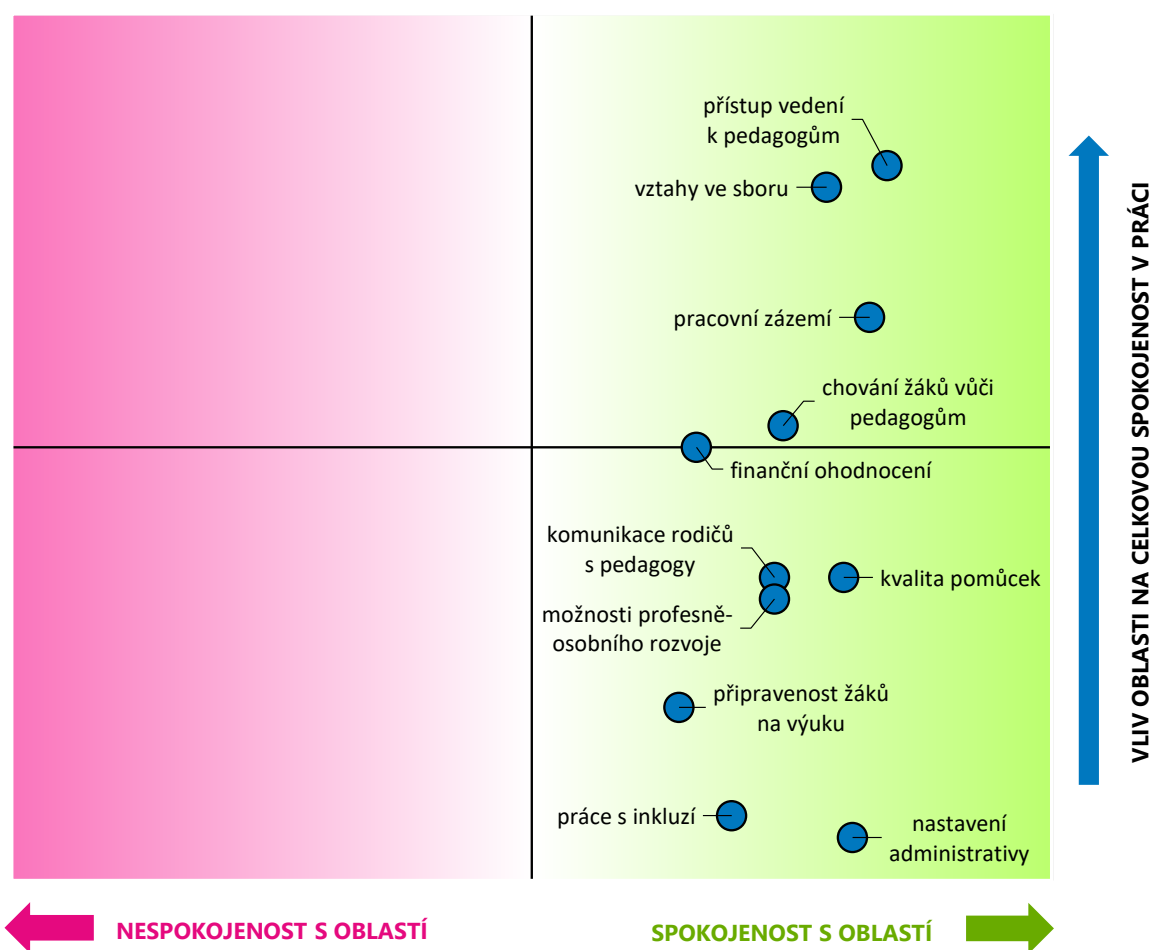 přístup vedení
k pedagogům
vztahy ve sboru
pracovní zázemí
chování žáků vůči
pedagogům
finanční ohodnocení
komunikace rodičů
s pedagogy
kvalita pomůcek
možnosti profesně-
osobního rozvoje
připravenost žáků
na výuku
práce s inkluzí
nastavení
administrativy
VLIV OBLASTI NA CELKOVOU SPOKOJENOST V PRÁCI
NESPOKOJENOST S OBLASTÍ
SPOKOJENOST S OBLASTÍ